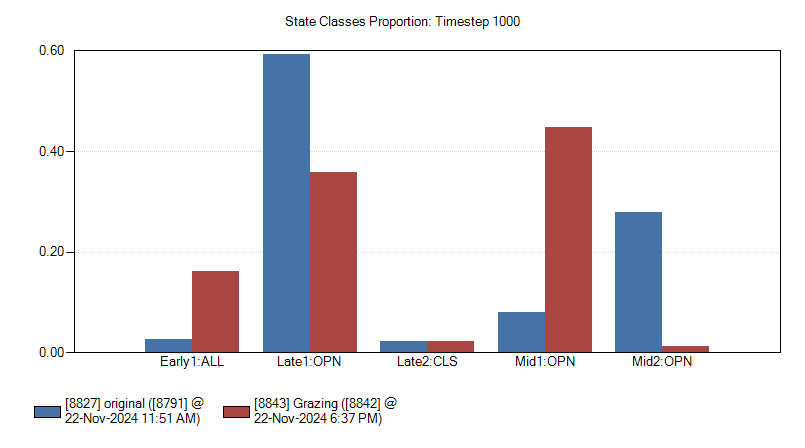 State Classes Proportion: Timestep 1000
0.60
0.40
0.20
0.00
Early1:ALL Late1:OPN Late2:CLS Mid1:OPN Mid2:OPN
[8827] original ([8791] @ [8843] Grazing ([8842] @
22-Nov-2024 11:51 AM) 22-Nov-2024 6:37 PM)